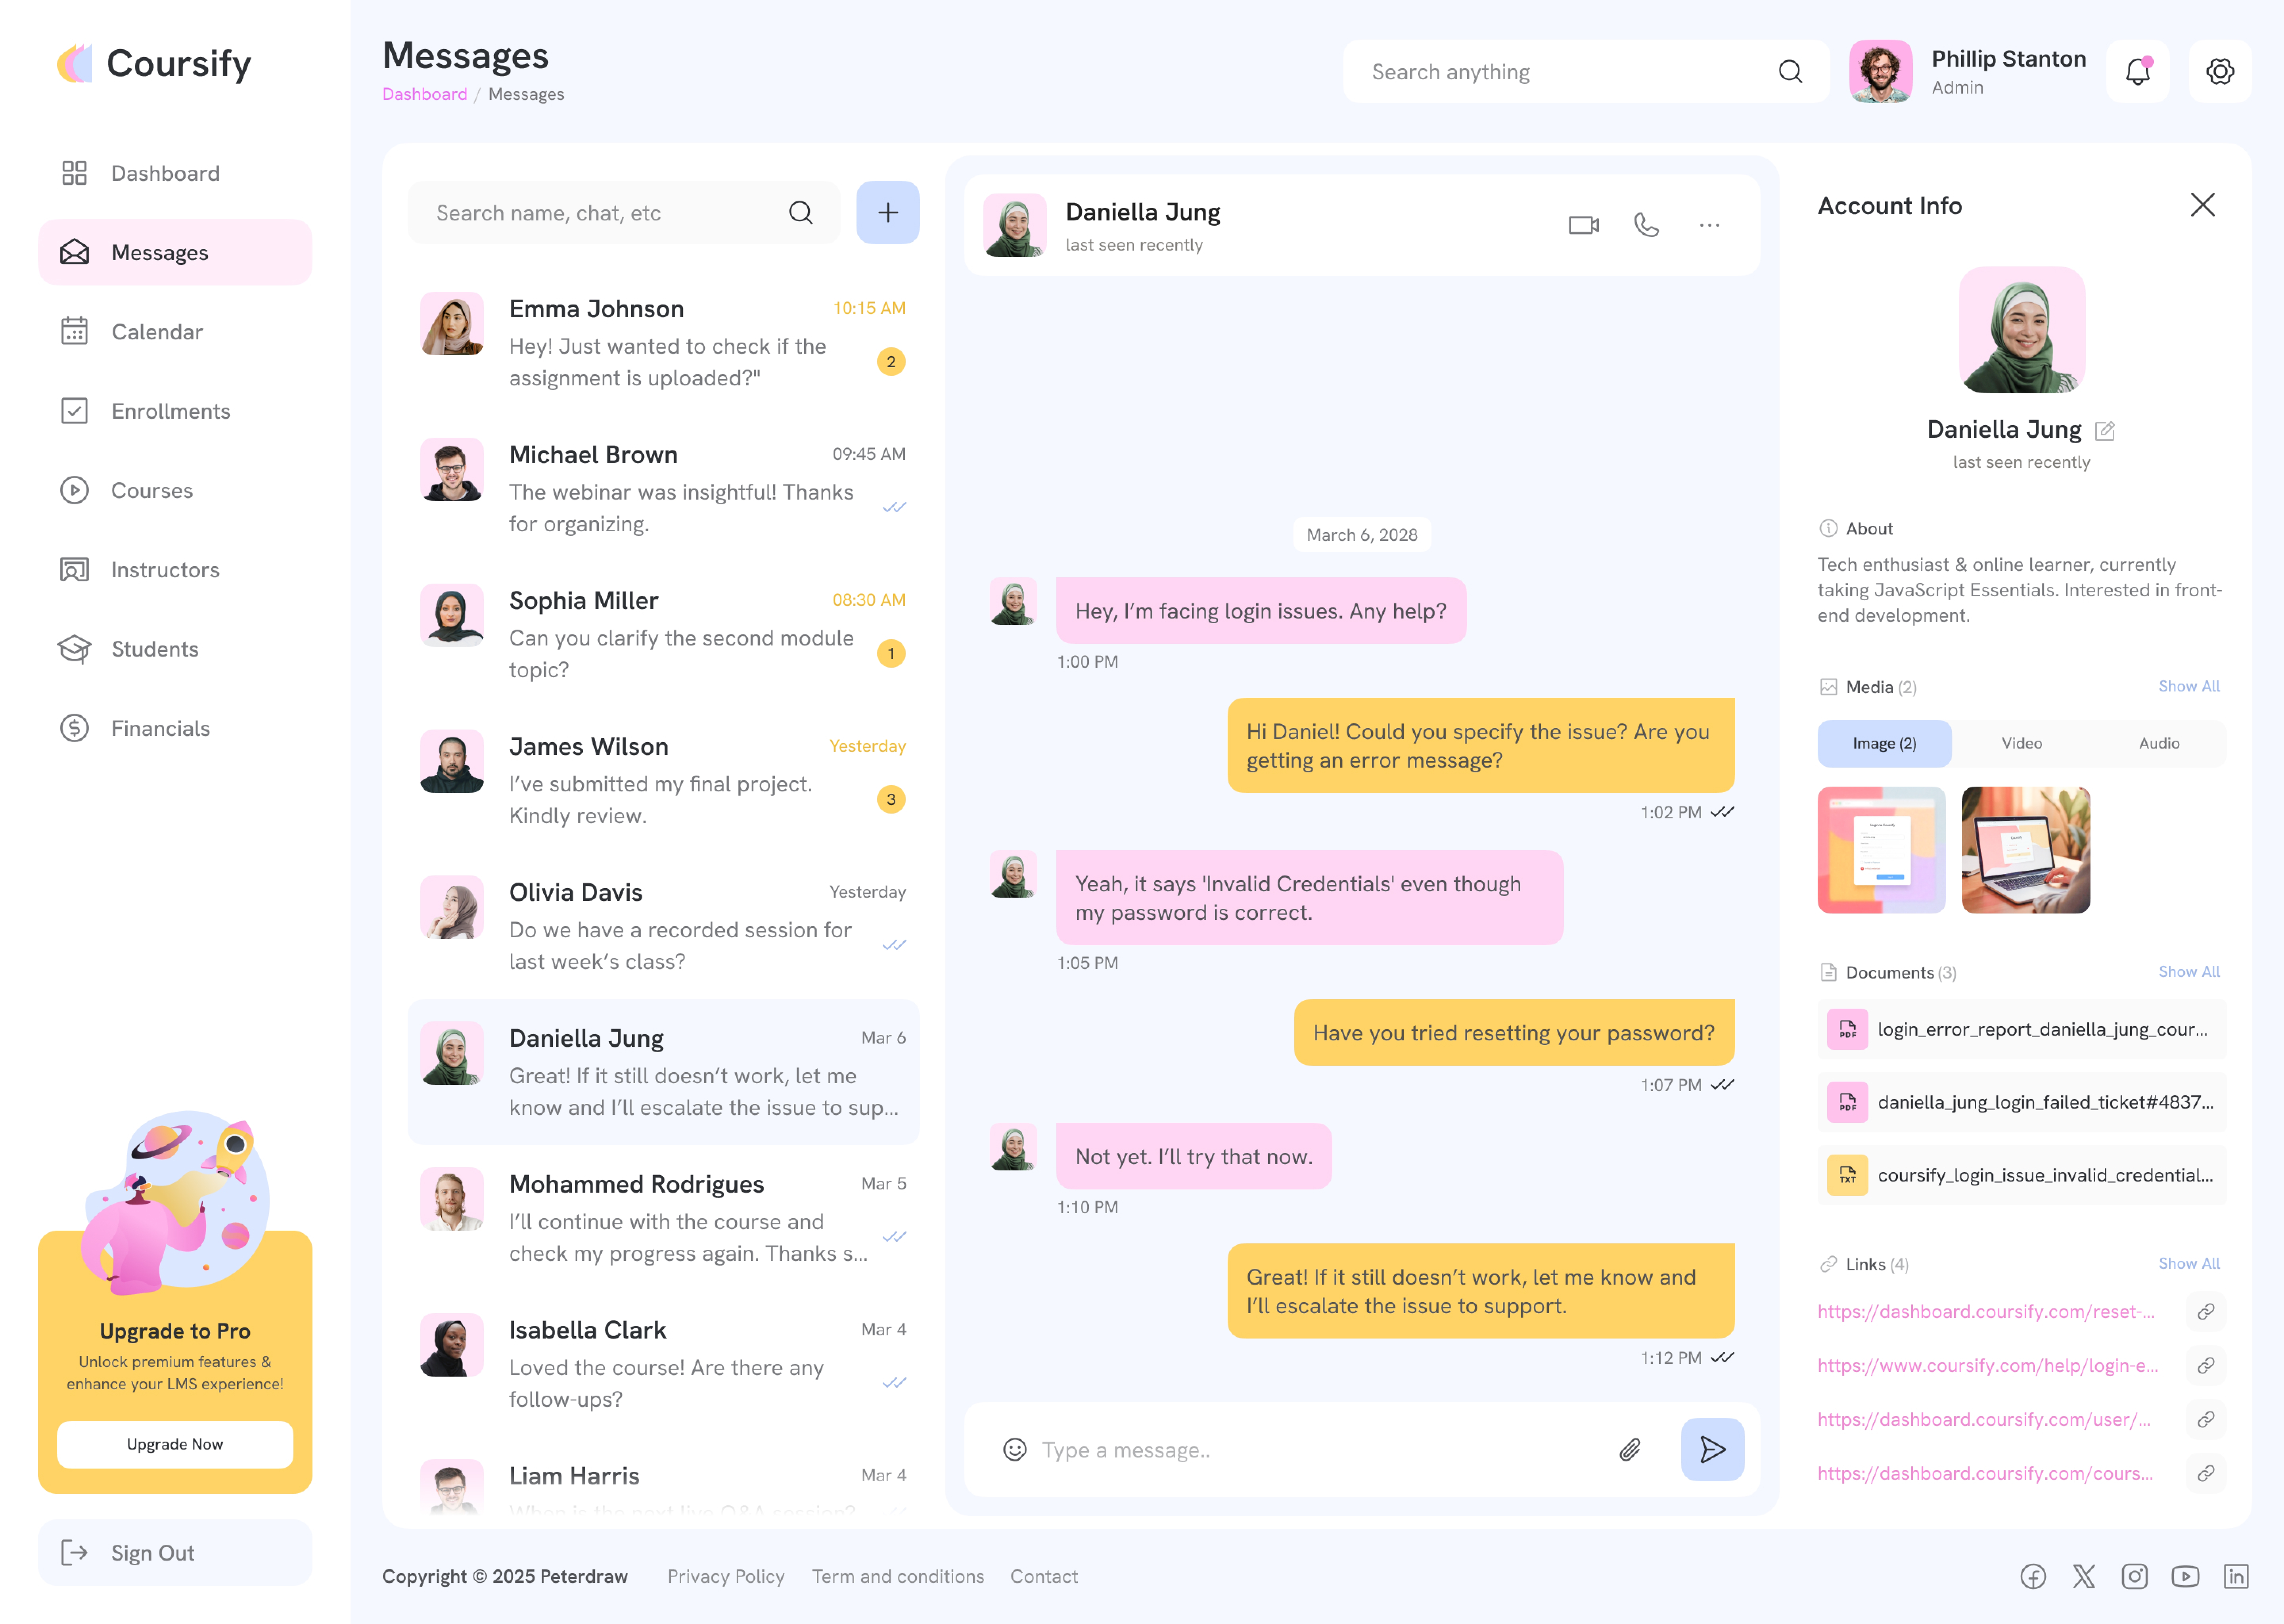 Coursify
Dashboard
Messages
Calendar
Enrollments
Courses
Instructors
Students
Financials
Upgrade to Pro
Unlock premium features &
enhance your LMS experience!
Upgrade Now
Sign Out
Messages
Dashboard / Messages
Search anything
Phillip Stanton
Admin
Search name, chat, etc
Emma Johnson
10:15 AM
Hey! Just wanted to check if the
assignment is uploaded?"
2
Michael Brown
09:45 AM
The webinar was insightful! Thanks
for organizing.
Sophia Miller
08:30 AM
Can you clarify the second module
topic?
1
James Wilson
Yesterday
I've submitted my final project.
Kindly review.
3
Olivia Davis
Yesterday
Do we have a recorded session for
last week's class?
Daniella Jung
Mar 6
Great! If it still doesn't work, let me
know and I'll escalate the issue to sup...
Mohammed Rodrigues
Mar 5
I'll continue with the course and
check my progress again. Thanks s...
Isabella Clark
Mar 4
Loved the course! Are there any
follow-ups?
Liam Harris
Mar 4
When is the next live Q&A session?
Daniella Jung
last seen recently
March 6, 2028
Hey, I'm facing login issues. Any help?
1:00 PM
Hi Daniel! Could you specify the issue? Are you
getting an error message?
1:02 PM
Yeah, it says 'Invalid Credentials' even though
my password is correct.
1:05 PM
Have you tried resetting your password?
1:07 PM
Not yet. I'll try that now.
1:10 PM
Great! If it still doesn't work, let me know and
I'll escalate the issue to support.
1:12 PM
Type a message..
Account Info
Daniella Jung
last seen recently
About
Tech enthusiast & online learner, currently
taking JavaScript Essentials. Interested in front-
end development.
Media (2)
Show All
Image (2)
Video
Audio
Documents (3)
Show All
PDF
login_error_report_daniella_jung_cour...
PDF
daniella_jung_login_failed_ticket#4837...
TXT
coursify_login_issue_invalid_credential...
Links (4)
Show All
https://dashboard.coursify.com/reset-...
https://www.coursify.com/help/login-e...
https://dashboard.coursify.com/user/...
https://dashboard.coursify.com/cours...
Copyright © 2025 Peterdraw
Privacy Policy
Term and conditions
Contact